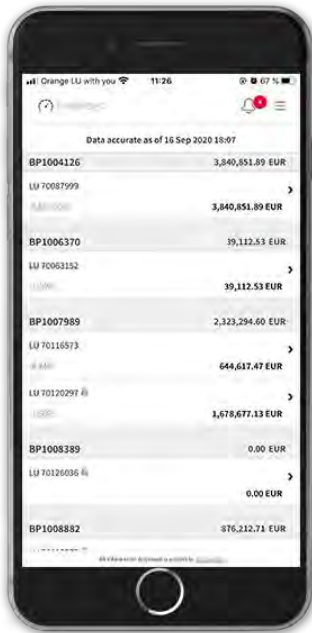 Orange LU with you 11:26 67 %
4
Data accurate as of 16 Sep 2020 18:07
BP1004126 3,840,851.89 EUR
LU 70087999
3,840,851.89 EUR
BP1006370 39,112.53 EUR
LU 70063152
39,112.53 EUR
BP1007989 2,323,294.60 EUR
LU 70116573
644,617.47 EUR
LU 70120297
1,678,677.13 EUR
BP1008389 0.00 EUR
LU 70126036
0.00 EUR
BP1008882 876,212.71 EUR